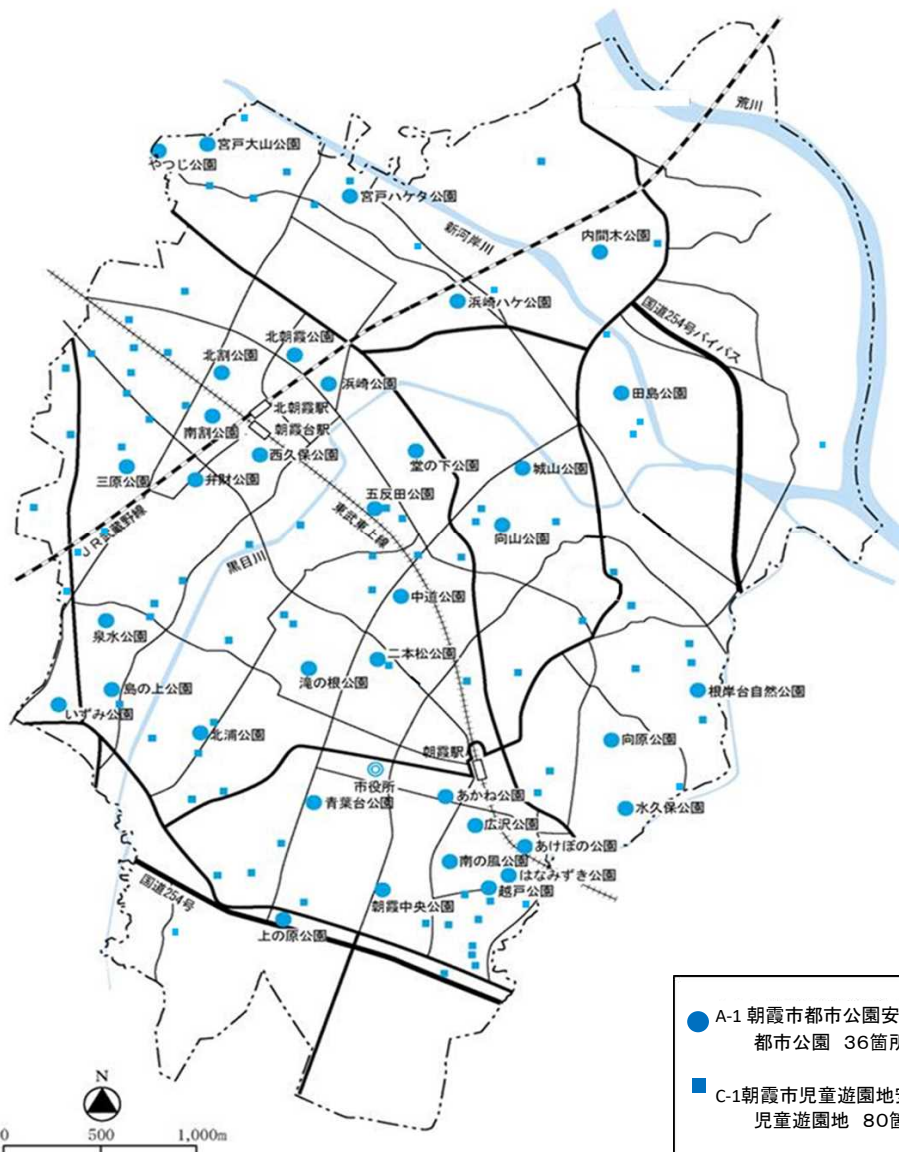 荒川
宮戸大山公園
やつじ公園
宮戸ハケタ公園
新河岸川
内間木公園
浜崎ハケ公園
国道254号バイパス
北朝霞公園
北割公園
浜崎公園
田島公園
北朝霞駅
南割公園
朝霞台駅
西久保公園
堂の下公園
城山公園
三原公園
弁財公園
五反田公園
東武東上線
向山公園
JR武蔵野線
黒目川
中道公園
泉水公園
二本松公園
滝の根公園
島の上公園
根岸台自然公園
いずみ公園
北浦公園
向原公園
朝霞駅
市役所
あかね公園
青葉台公園
水久保公園
広沢公園
あけぼの公園
南の風公園
はなみずき公園
越戸公園
国道254号
朝霞中央公園
上の原公園
A-1 朝霞市都市公園安
都市公園 36箇所
C-1朝霞市児童遊園地
児童遊園地 80箇
N
0 500 1,000m